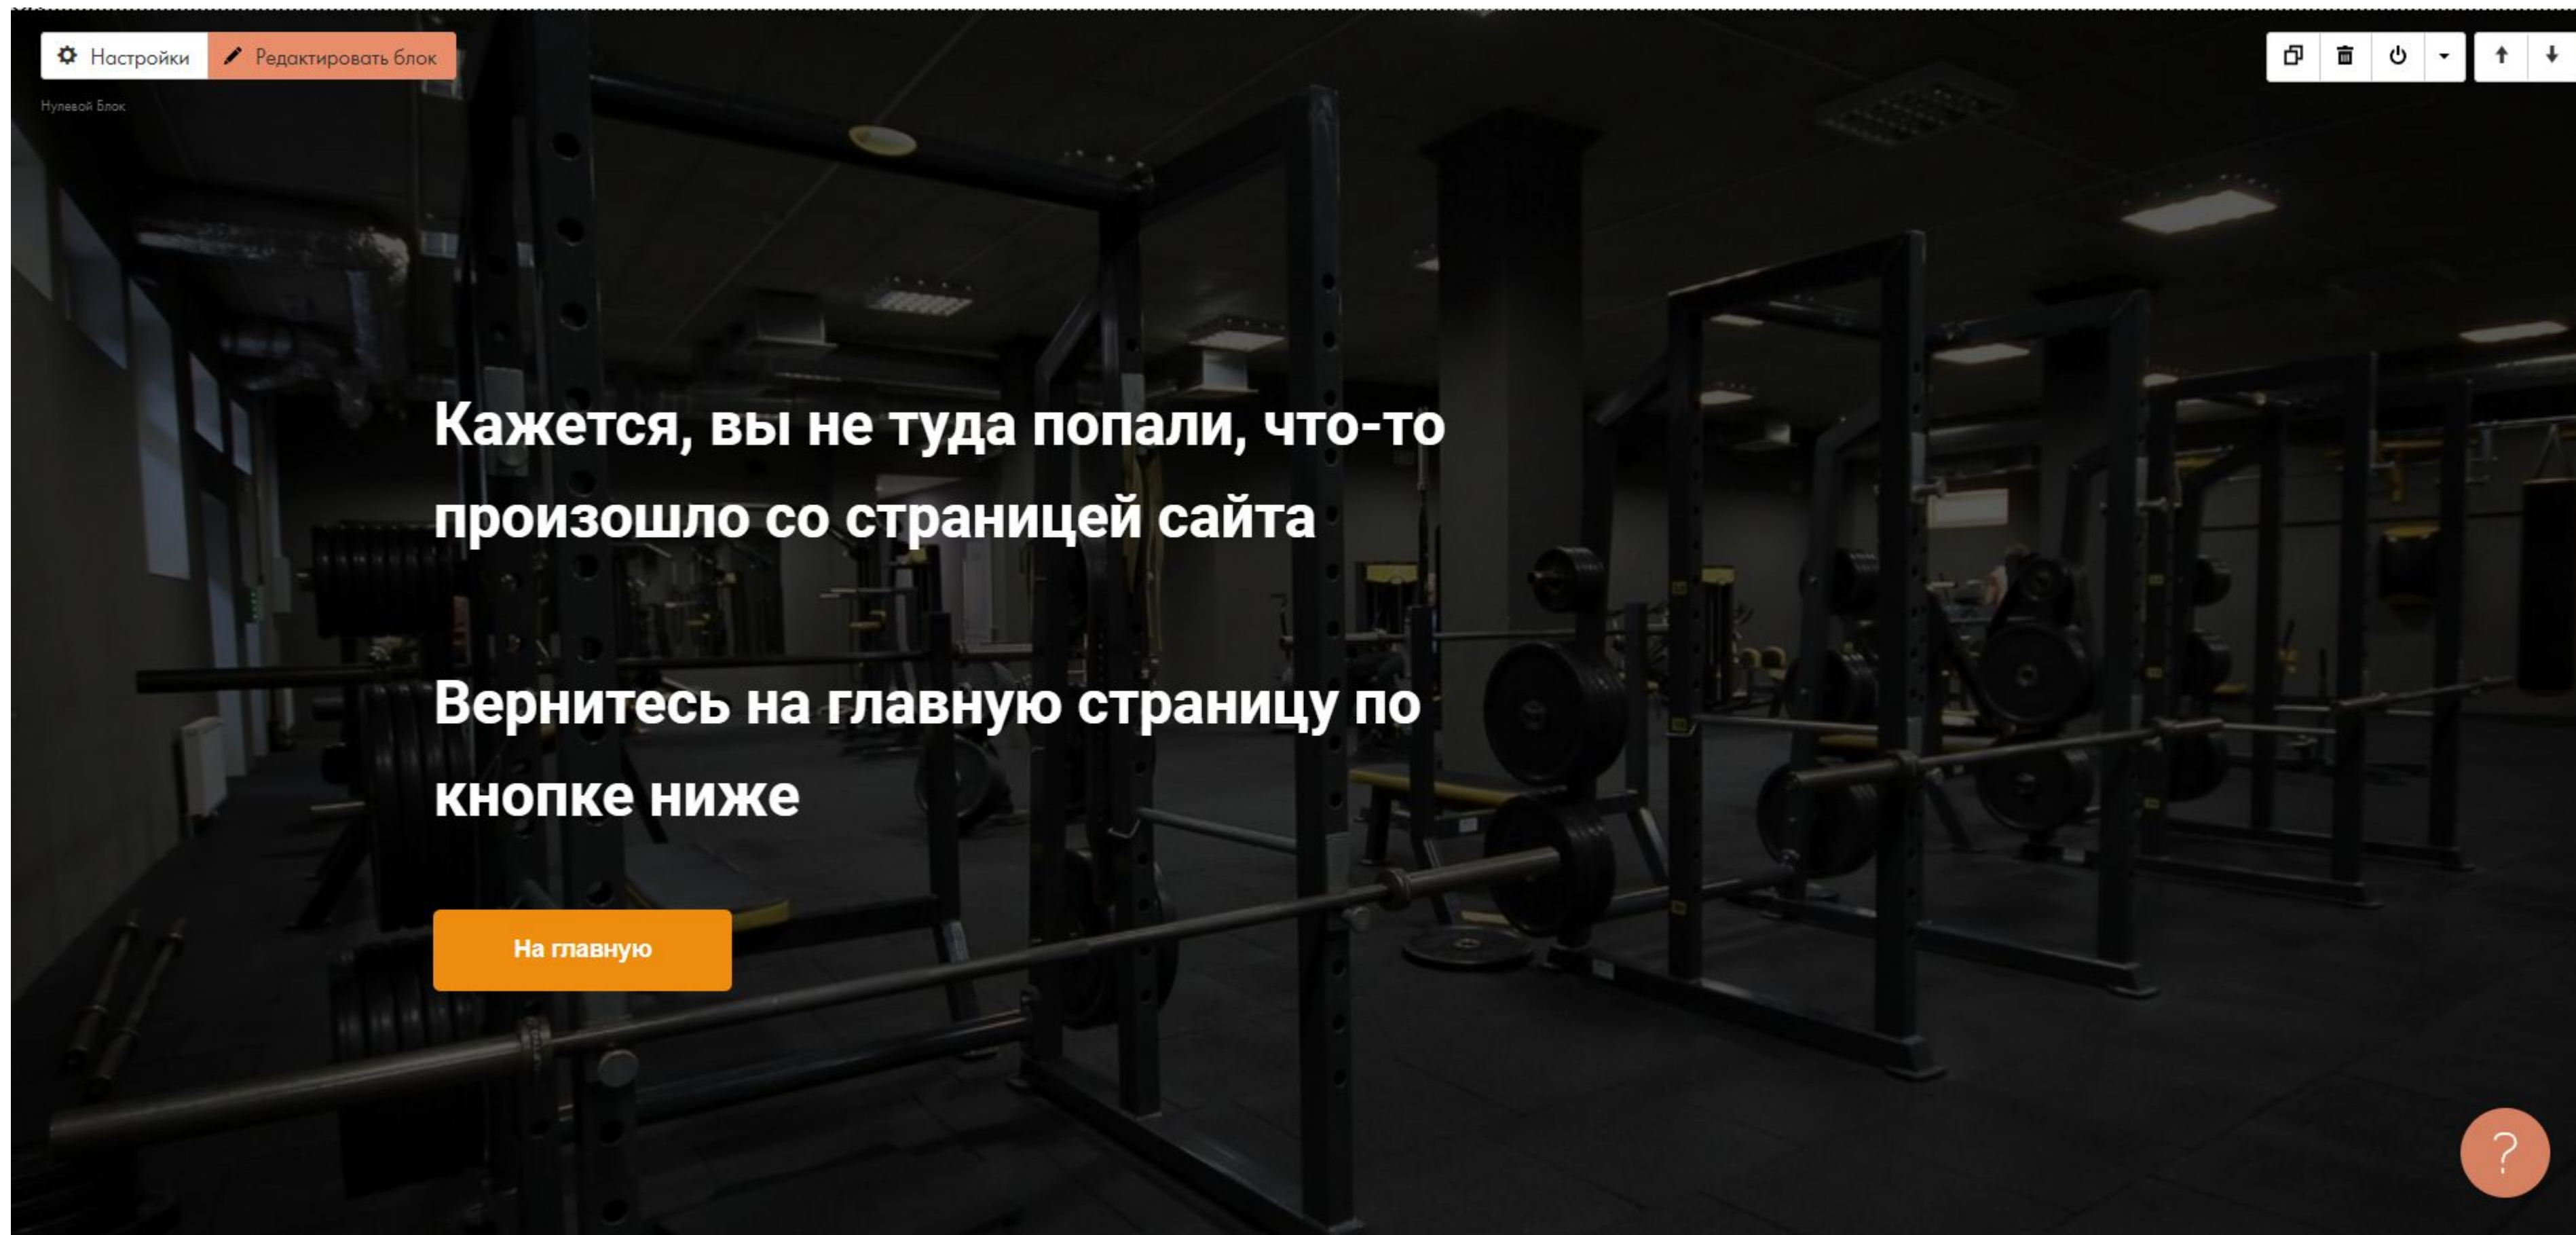 Настройки
Редактировать блок
Нулевой Блок
Кажется, вы не туда попали, что-то
произошло со страницей сайта
Вернитесь на главную страницу по
кнопке ниже
На главную
?